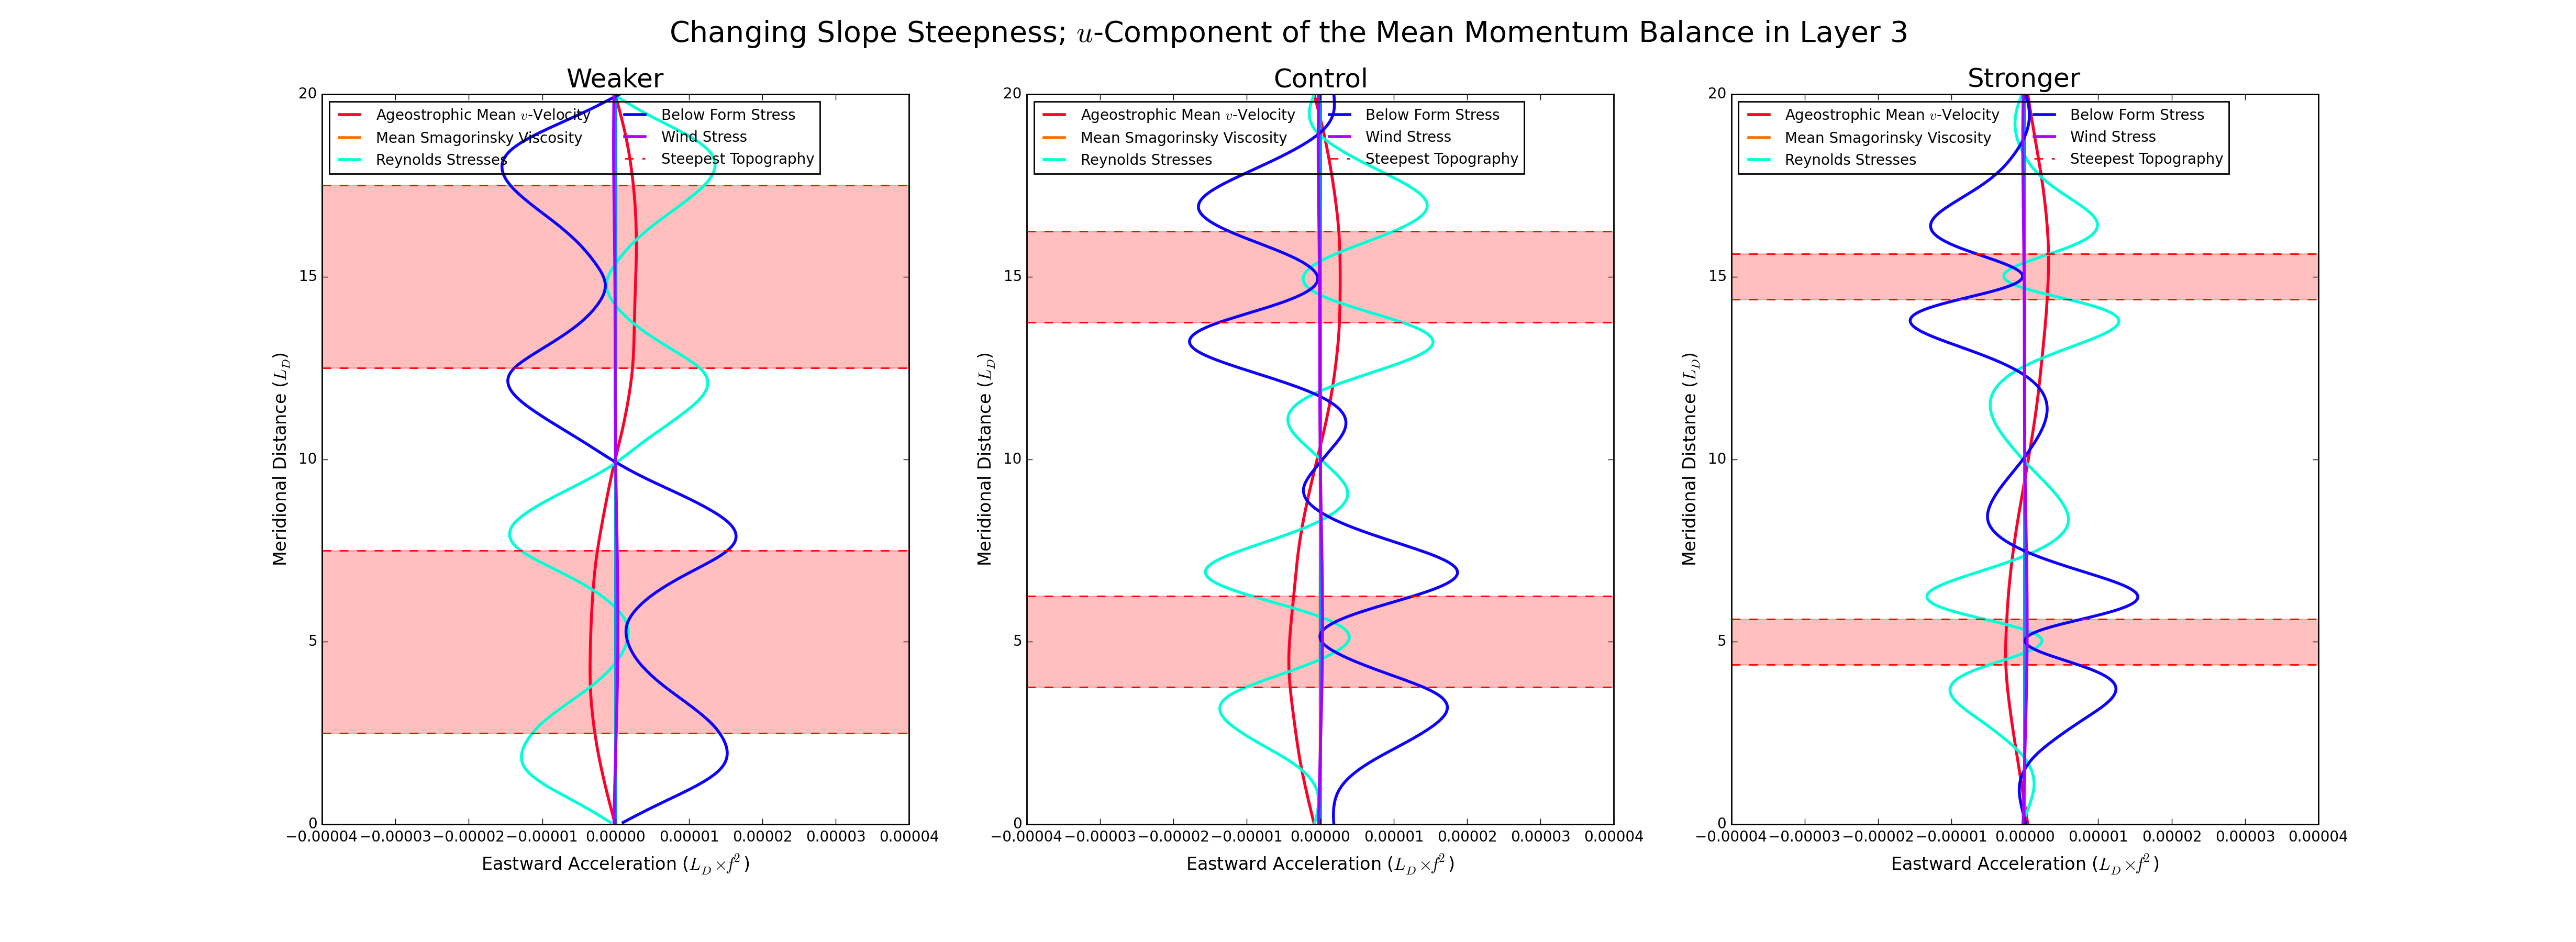 Changing Slope Steepness; u-Component of the Mean Momentum Balance in Layer 3
Weaker
20
15
10
5
0
Meridional Distance (L_D)
Ageostrophic Mean v-Velocity
Mean Smagorinsky Viscosity
Reynolds Stresses
Below Form Stress
Wind Stress
Steepest Topography
−0.00004 −0.00003 −0.00002 −0.00001 0.00000 0.00001 0.00002 0.00003 0.00004
Eastward Acceleration (L_D×f²)
Control
20
15
10
5
0
Meridional Distance (L_D)
Ageostrophic Mean v-Velocity
Mean Smagorinsky Viscosity
Reynolds Stresses
Below Form Stress
Wind Stress
Steepest Topography
−0.00004 −0.00003 −0.00002 −0.00001 0.00000 0.00001 0.00002 0.00003 0.00004
Eastward Acceleration (L_D×f²)
Stronger
20
15
10
5
0
Meridional Distance (L_D)
Ageostrophic Mean v-Velocity
Mean Smagorinsky Viscosity
Reynolds Stresses
Below Form Stress
Wind Stress
Steepest Topography
−0.00004 −0.00003 −0.00002 −0.00001 0.00000 0.00001 0.00002 0.00003 0.00004
Eastward Acceleration (L_D×f²)